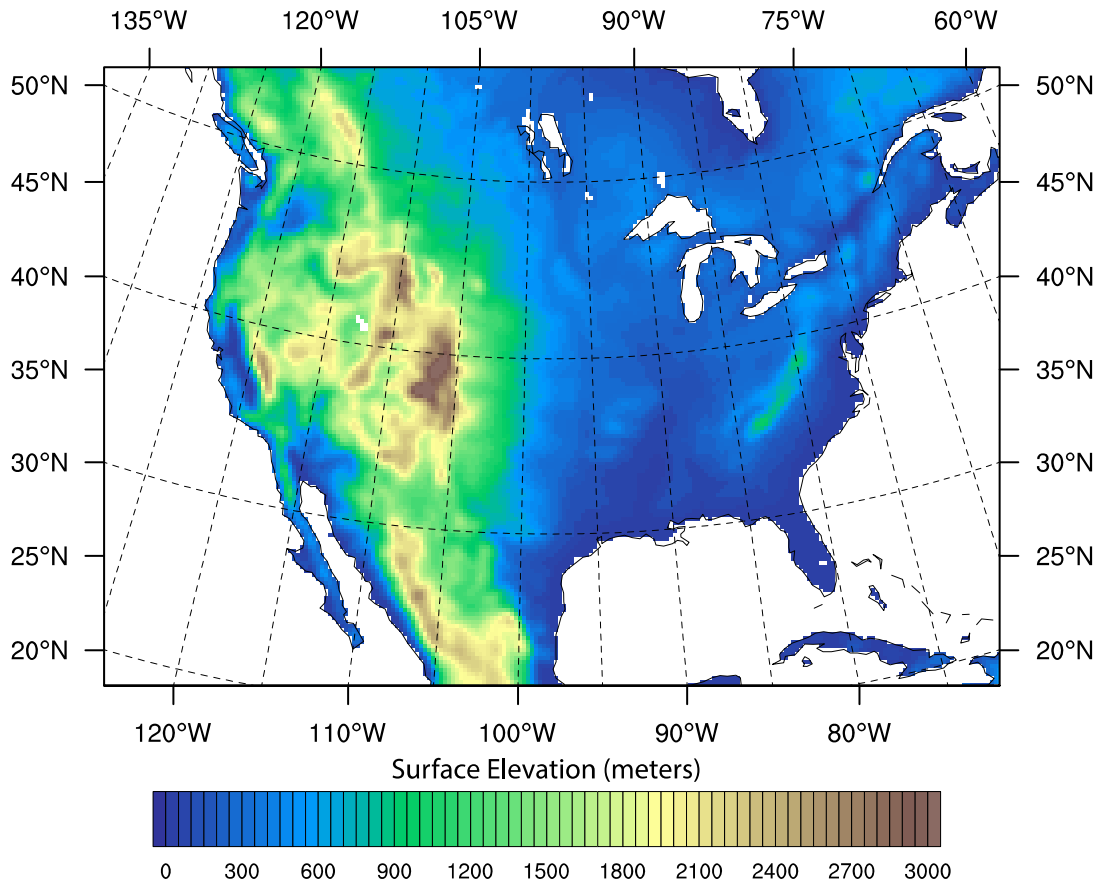 135°W 120°W 105°W 90°W 75°W 60°W
50°N 50°N
45°N 45°N
40°N 40°N
35°N 35°N
30°N 30°N
25°N 25°N
20°N 20°N
120°W 110°W 100°W 90°W 80°W
Surface Elevation (meters)
0 300 600 900 1200 1500 1800 2100 2400 2700 3000